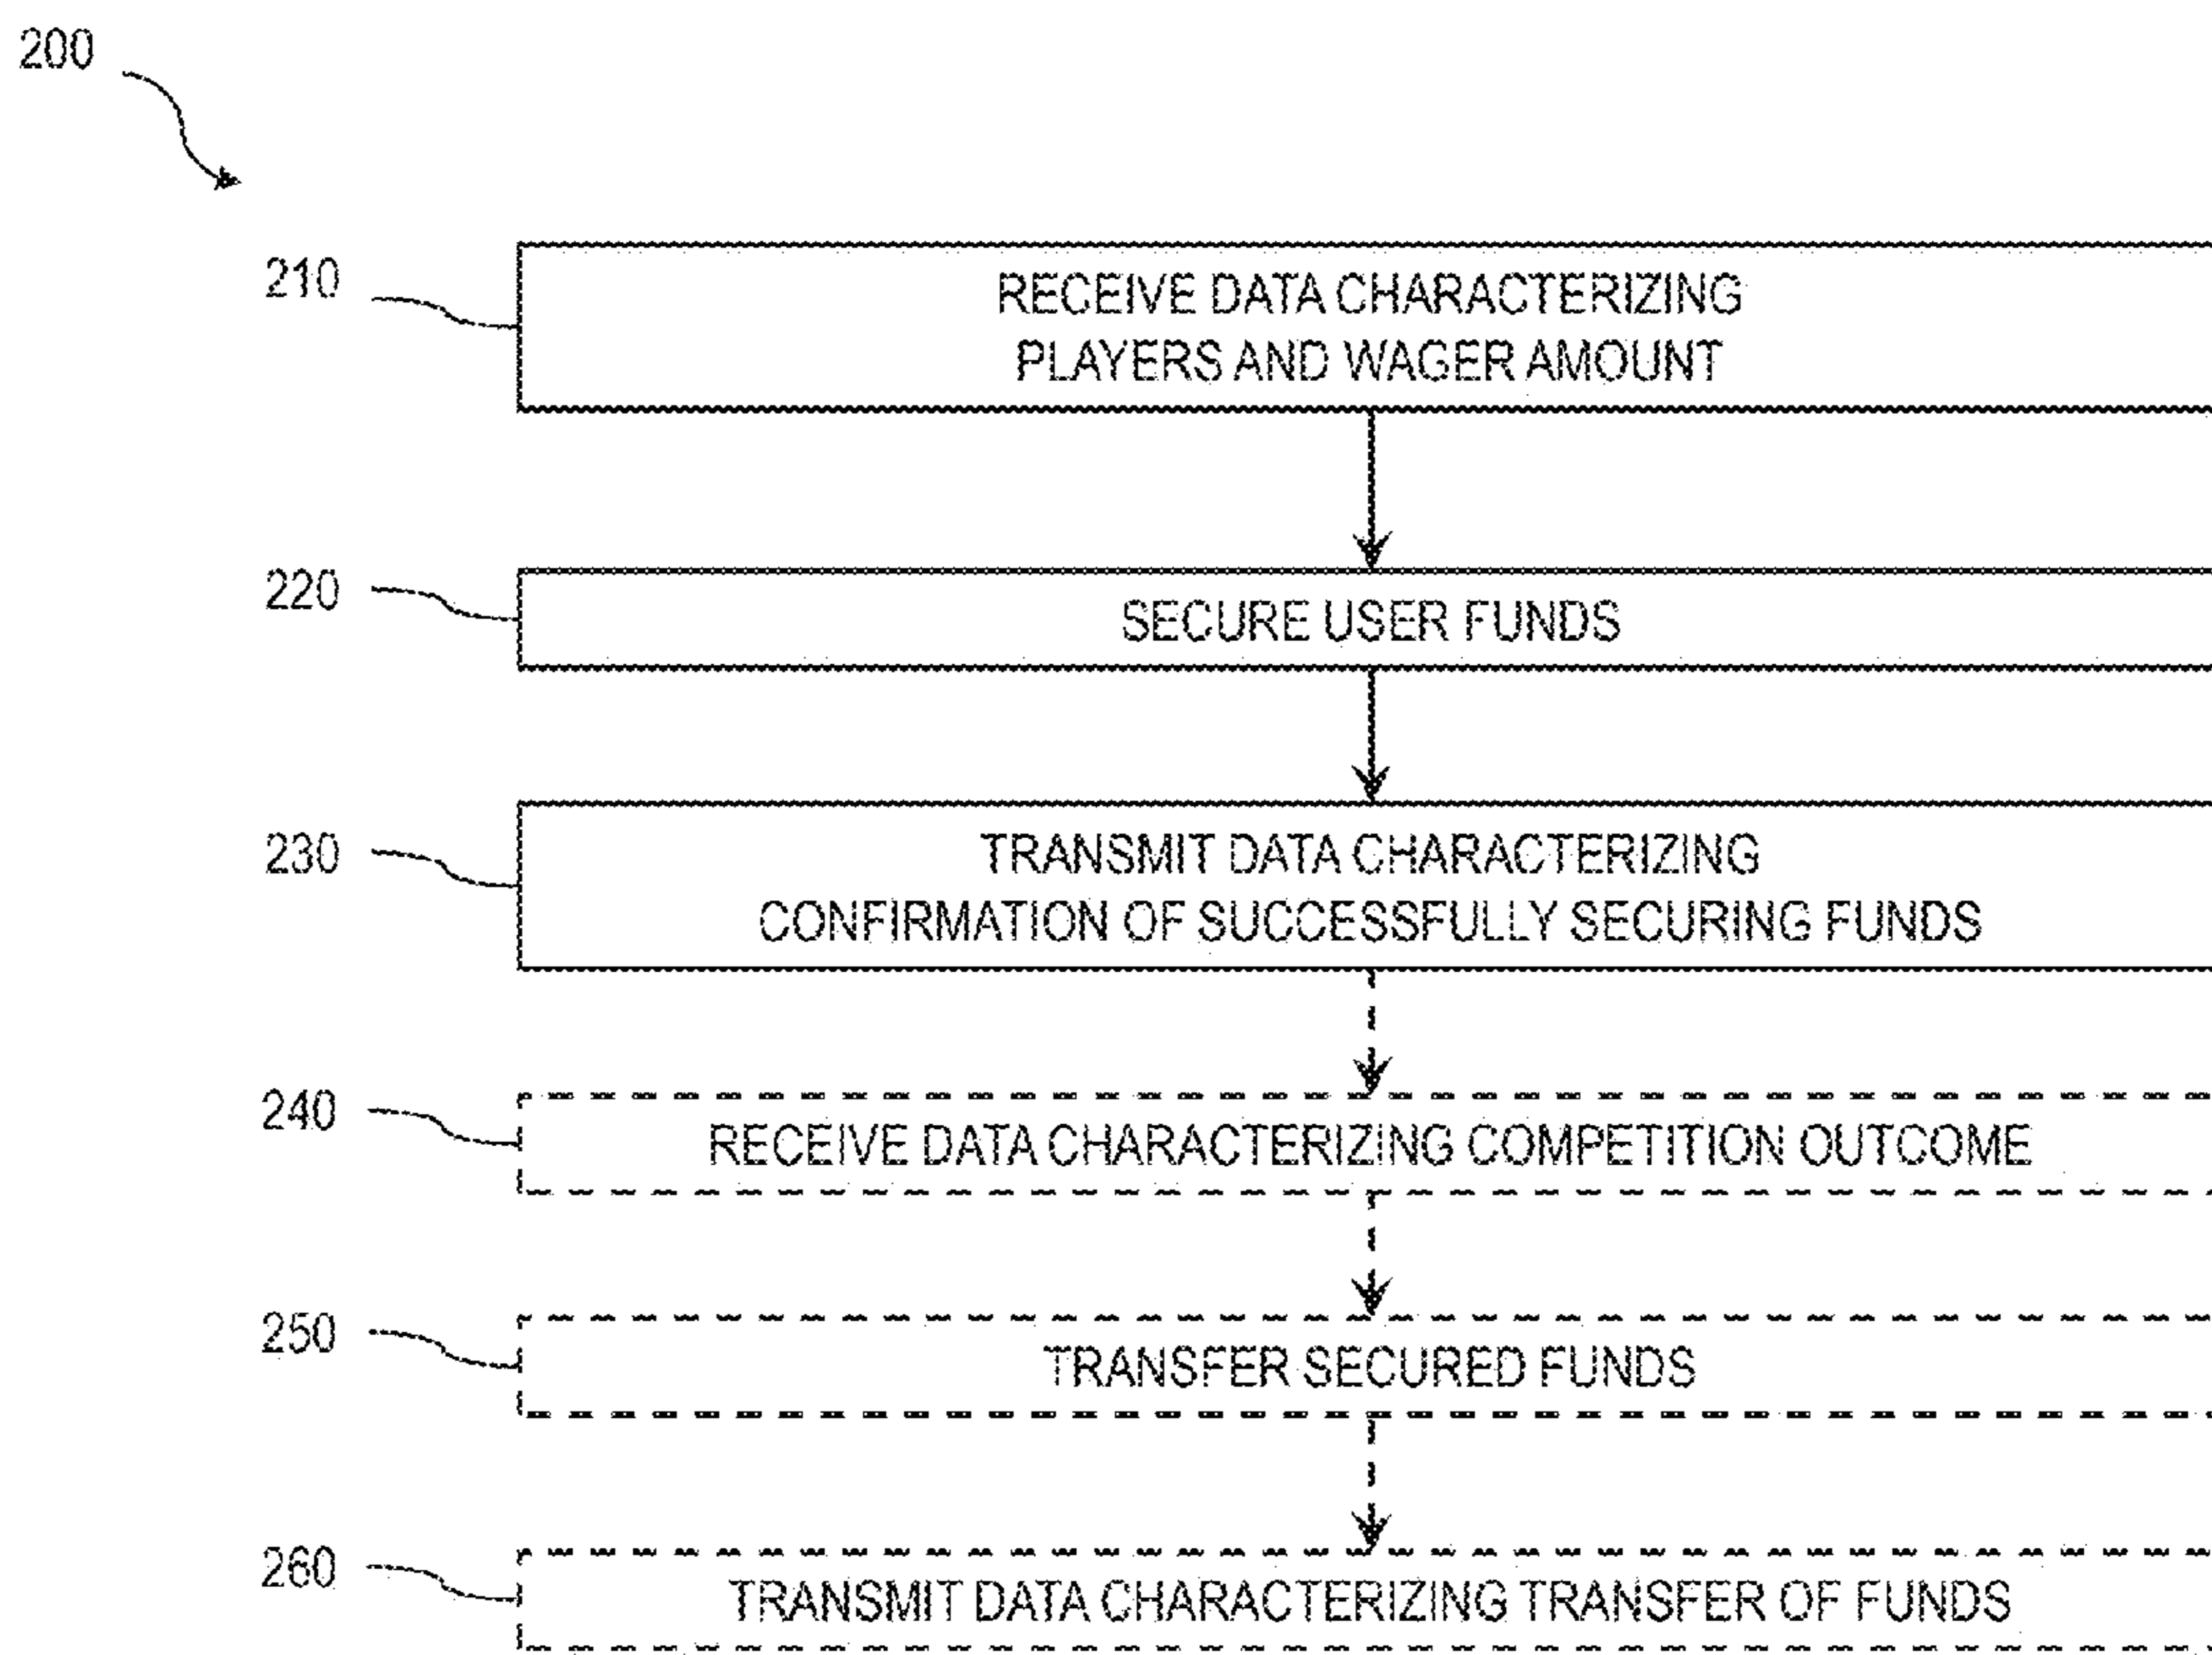 200
210
RECEIVE DATA CHARACTERIZING
PLAYERS AND WAGER AMOUNT
220
SECURE USER FUNDS
230
TRANSMIT DATA CHARACTERIZING
CONFIRMATION OF SUCCESSFULLY SECURING FUNDS
240
RECEIVE DATA CHARACTERIZING COMPETITION OUTCOME
250
TRANSFER SECURED FUNDS
260
TRANSMIT DATA CHARACTERIZING TRANSFER OF FUNDS